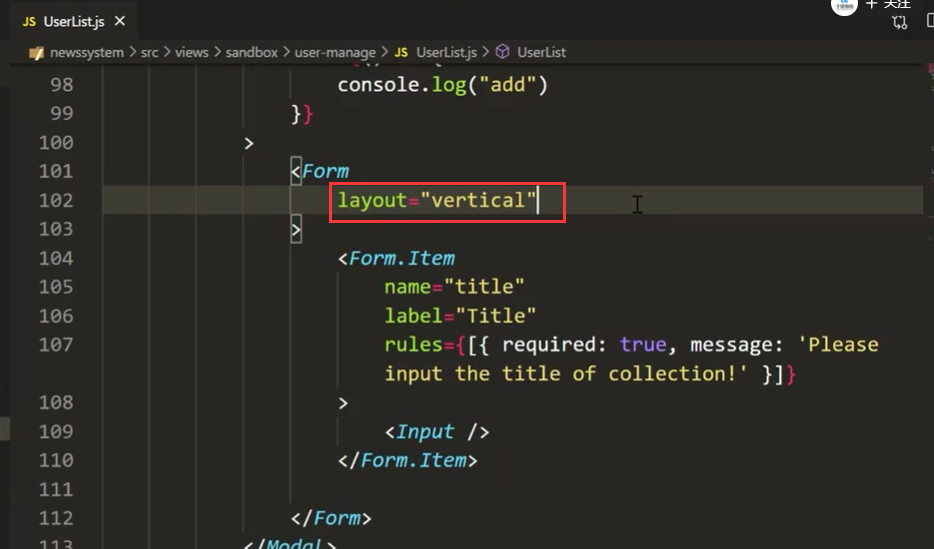 + 关注
JS UserList.js ×
newssystem > src > views > sandbox > user-manage > JS UserList.js > UserList
98 console.log("add")
99 }}
100 >
101 <Form
102 layout="vertical"
103 >
104 <Form.Item
105 name="title"
106 label="Title"
107 rules={[{ required: true, message: 'Please
input the title of collection!' }]}
108 >
109 <Input />
110 </Form.Item>
111
112 </Form>
113 </Modal>